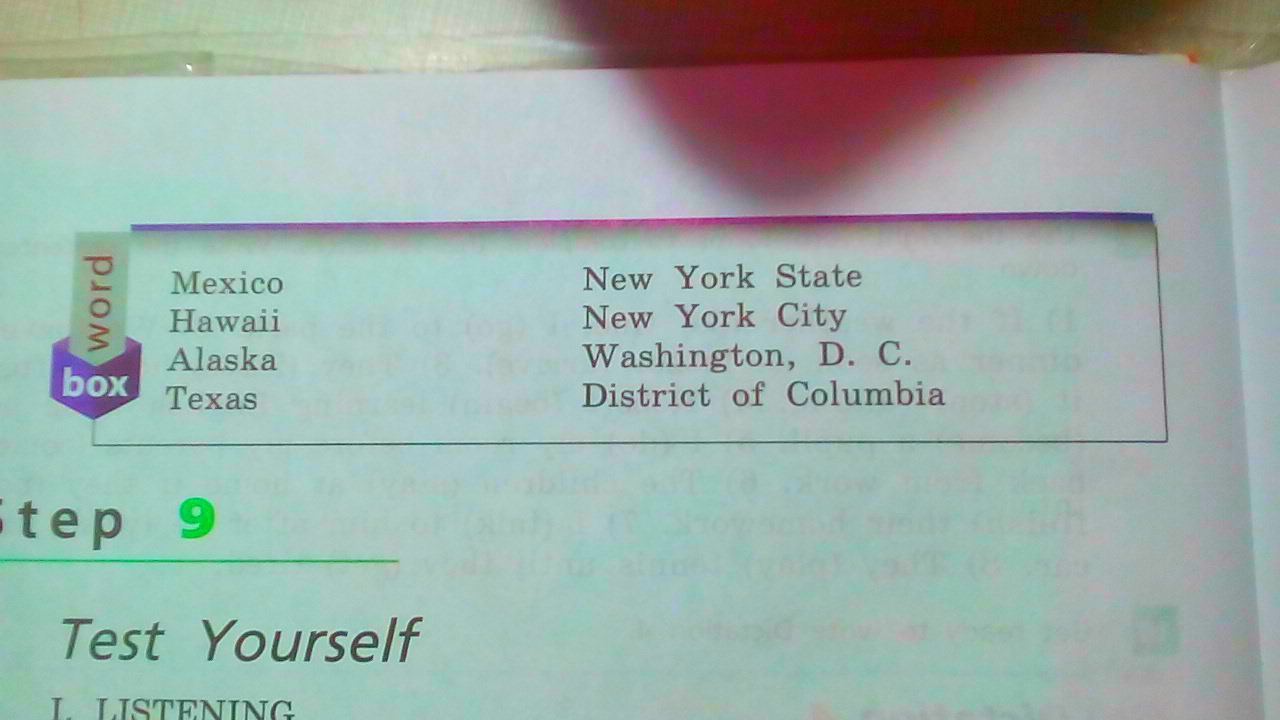 word
box
Mexico
Hawaii
Alaska
Texas
New York State
New York City
Washington, D. C.
District of Columbia
Step 9
Test Yourself
I. LISTENING